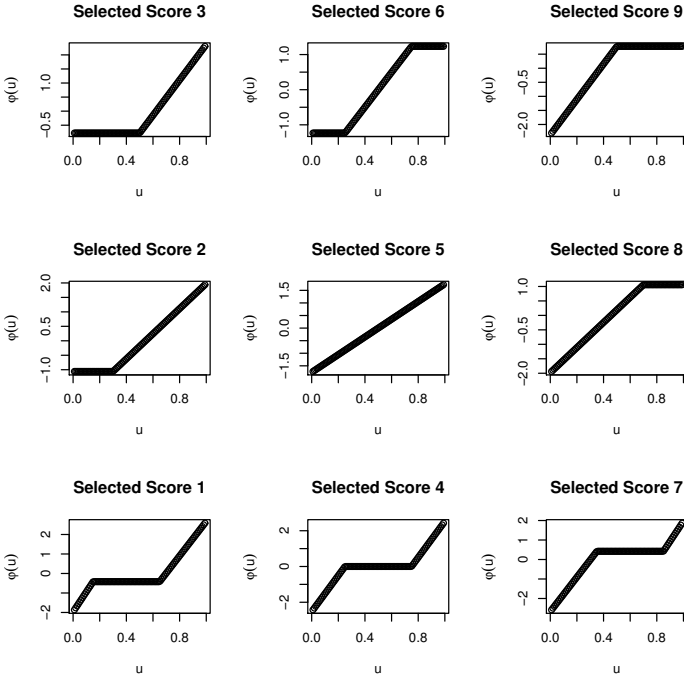 Selected Score 3
φ(u)
1.0
−0.5
0.0 0.4 0.8
u
Selected Score 6
φ(u)
1.0
0.0
−1.0
0.0 0.4 0.8
u
Selected Score 9
φ(u)
−0.5
−2.0
0.0 0.4 0.8
u
Selected Score 2
φ(u)
2.0
0.5
−1.0
0.0 0.4 0.8
u
Selected Score 5
φ(u)
1.5
0.0
−1.5
0.0 0.4 0.8
u
Selected Score 8
φ(u)
1.0
−0.5
−2.0
0.0 0.4 0.8
u
Selected Score 1
φ(u)
2
0
−2
0.0 0.4 0.8
u
Selected Score 4
φ(u)
2
0
−2
0.0 0.4 0.8
u
Selected Score 7
φ(u)
2
1
0
−2
0.0 0.4 0.8
u